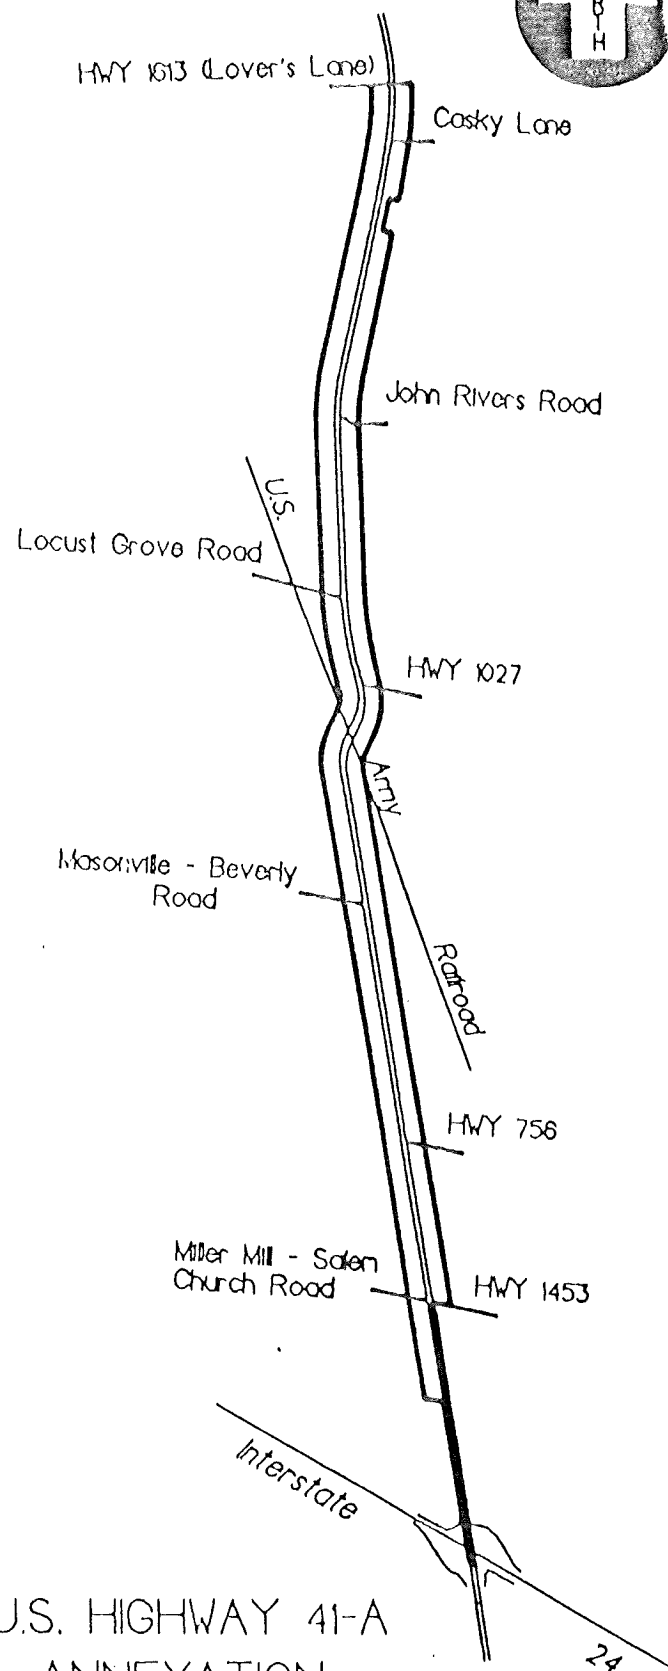 HWY 1613 (Lover's Lane)
Casky Lane
John Rivers Road
U.S.
Locust Grove Road
HWY 1027
Army
Masonville - Beverly
Road
Railroad
HWY 756
Miller Mill - Salem
Church Road
HWY 1453
Interstate
24
U.S. HIGHWAY 41-A
ANNEXATION